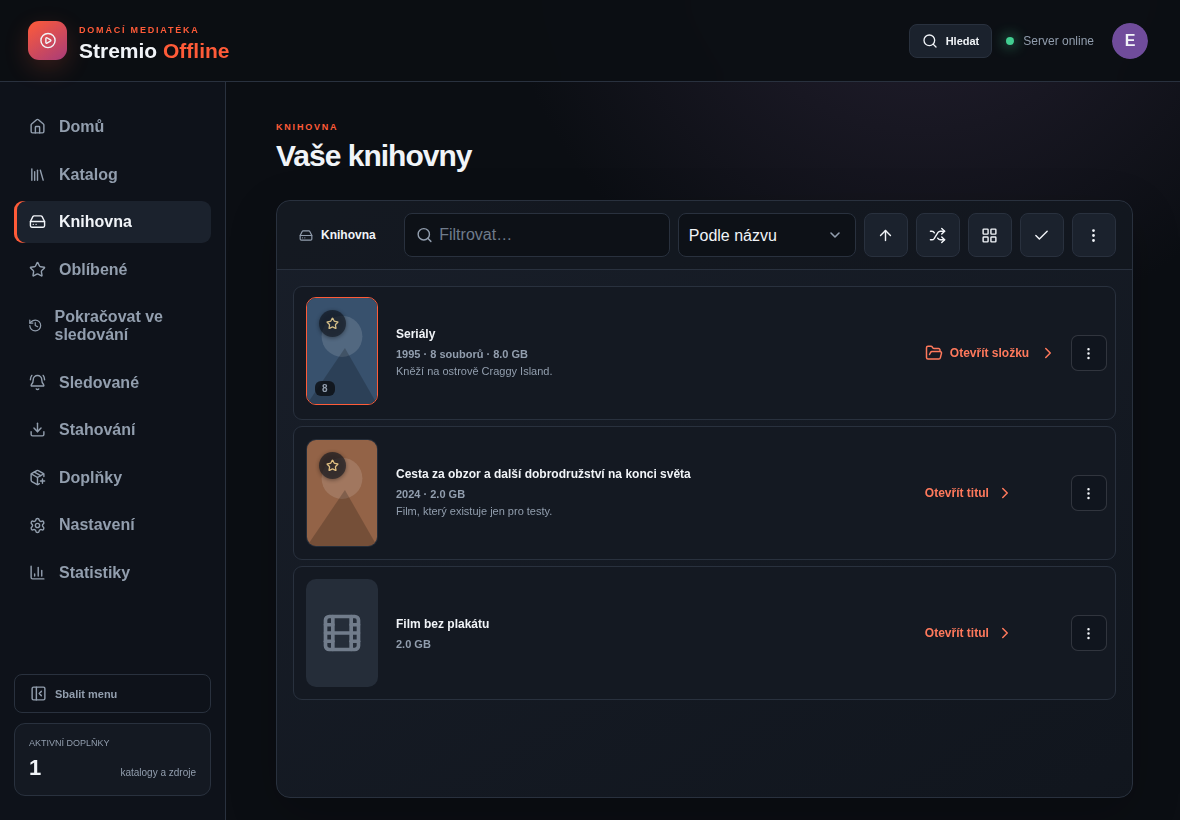 DOMÁCÍ MEDIATÉKA
Stremio Offline
Hledat
Server online
E
Domů
Katalog
Knihovna
Oblíbené
Pokračovat ve
sledování
Sledované
Stahování
Doplňky
Nastavení
Statistiky
Sbalit menu
AKTIVNÍ DOPLŇKY
1
katalogy a zdroje
KNIHOVNA
Vaše knihovny
Knihovna
Filtrovat…
Podle názvu
8
Seriály
1995 · 8 souborů · 8.0 GB
Kněží na ostrově Craggy Island.
Otevřít složku
Cesta za obzor a další dobrodružství na konci světa
2024 · 2.0 GB
Film, který existuje jen pro testy.
Otevřít titul
Film bez plakátu
2.0 GB
Otevřít titul